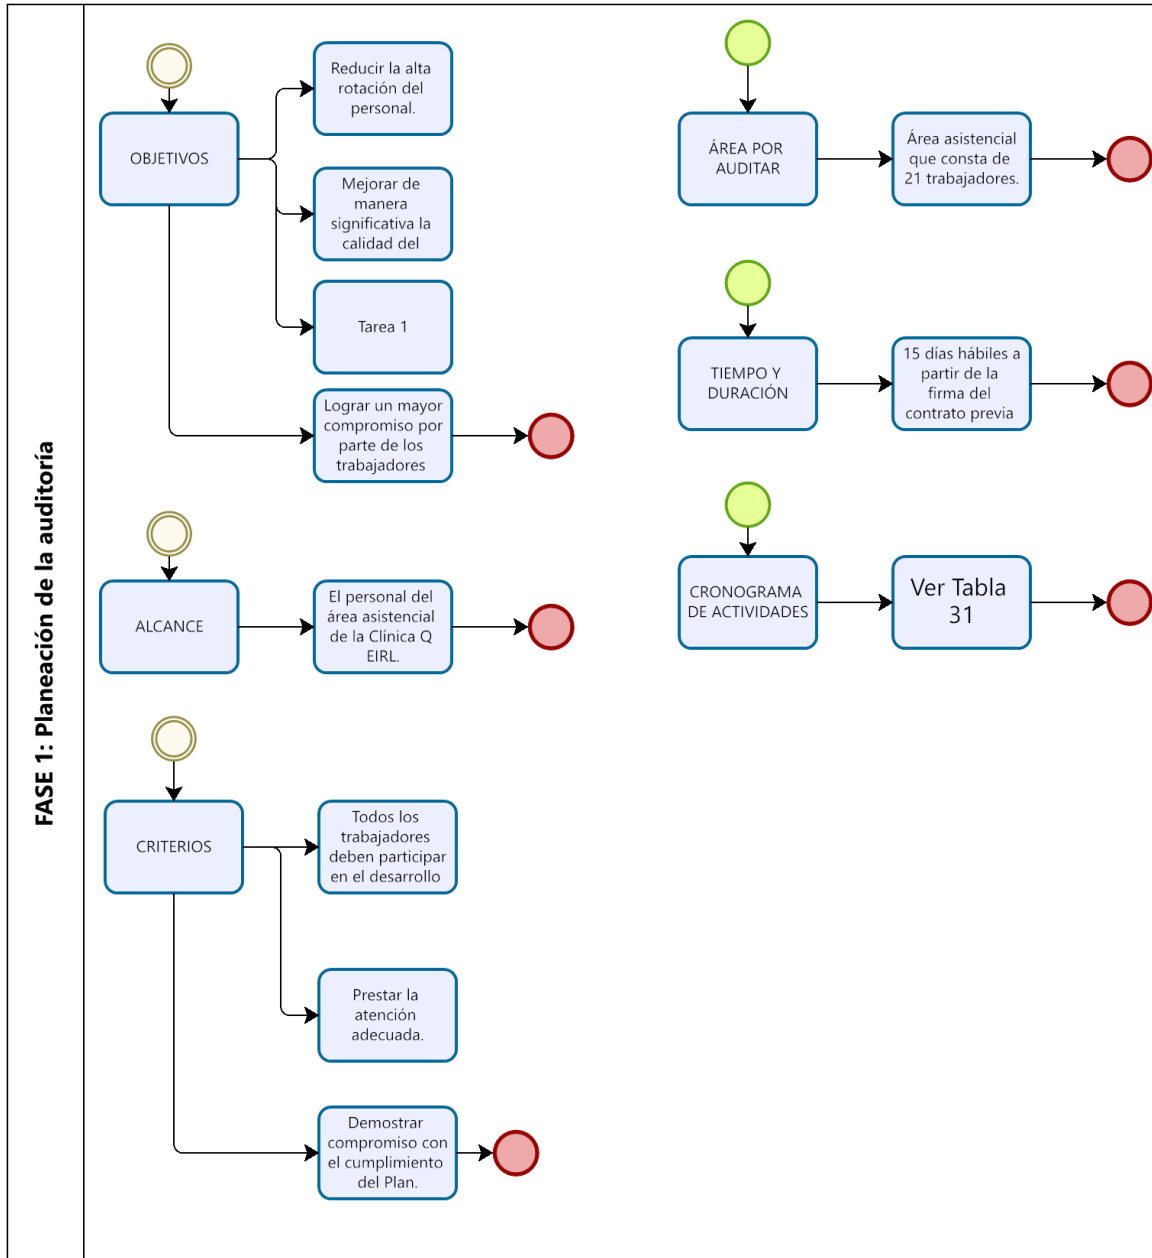 FASE 1: Planeación de la auditoría
OBJETIVOS
Reducir la alta
rotación del
personal.
Mejorar de
manera
significativa la
calidad del
Tarea 1
Lograr un mayor
compromiso por
parte de los
trabajadores
ALCANCE
El personal del
área asistencial
de la Clínica Q
EIRL.
CRITERIOS
Todos los
trabajadores
deben participar
en el desarrollo
Prestar la
atención
adecuada.
Demostrar
compromiso con
el cumplimiento
del Plan.
ÁREA POR
AUDITAR
Área asistencial
que consta de
21 trabajadores.
TIEMPO Y
DURACIÓN
15 días hábiles a
partir de la
firma del
contrato previa
CRONOGRAMA
DE ACTIVIDADES
Ver Tabla
31